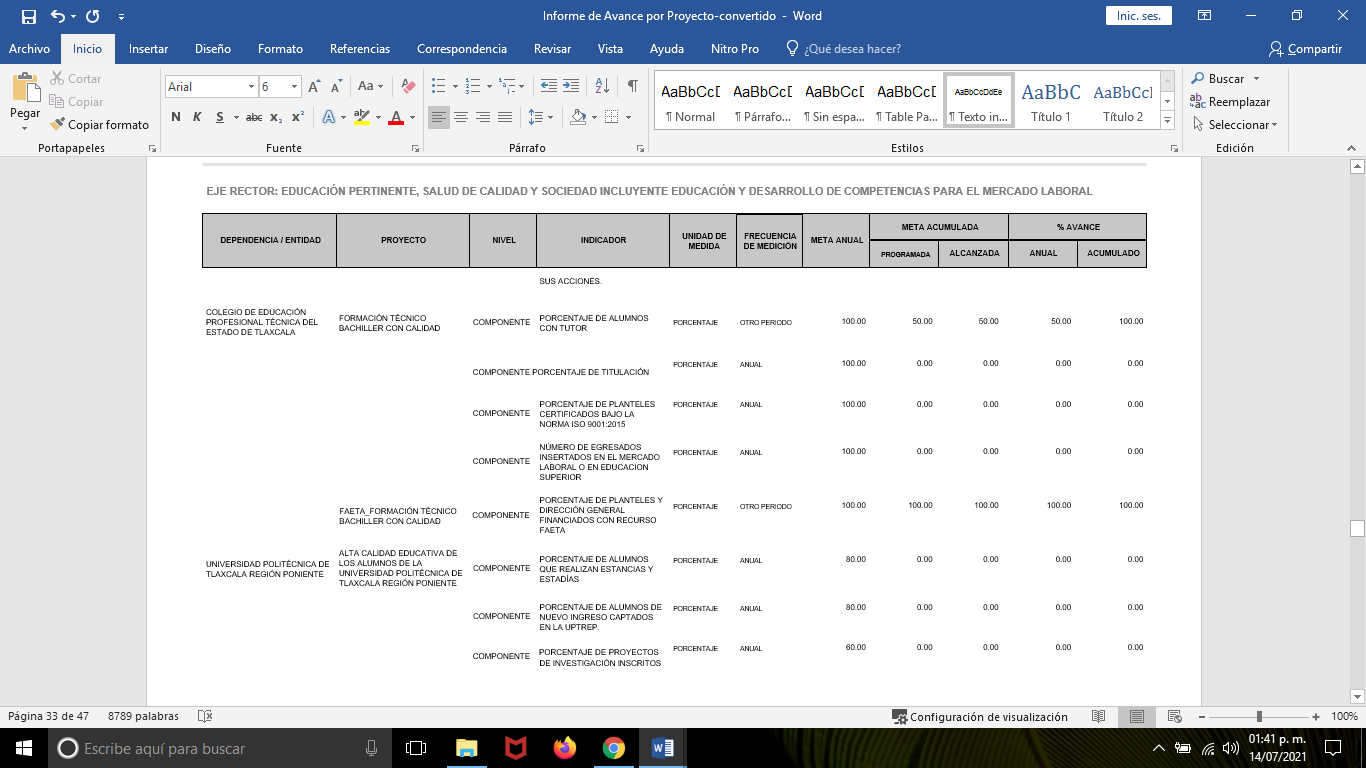 Informe de Avance por Proyecto-convertido - Word
Inic. ses.
Archivo Inicio Insertar Diseño Formato Referencias Correspondencia Revisar Vista Ayuda Nitro Pro ¿Qué desea hacer? Compartir
Pegar
Cortar
Copiar
Copiar formato
Portapapeles
Arial 6
N K S abc x₂ x²
Fuente
Párrafo
AaBbCcD AaBbCcD AaBbCcD AaBbCcD AaBbCcDdEe AaBbC AaBbCcl
¶ Normal ¶ Párrafo... ¶ Sin espa... ¶ Table Pa... ¶ Texto in... Título 1 Título 2
Estilos
Buscar
Reemplazar
Seleccionar
Edición
EJE RECTOR: EDUCACIÓN PERTINENTE, SALUD DE CALIDAD Y SOCIEDAD INCLUYENTE EDUCACIÓN Y DESARROLLO DE COMPETENCIAS PARA EL MERCADO LABORAL
DEPENDENCIA / ENTIDAD
PROYECTO
NIVEL
INDICADOR
UNIDAD DE
MEDIDA
FRECUENCIA
DE MEDICIÓN
META ANUAL
META ACUMULADA
PROGRAMADA
ALCANZADA
% AVANCE
ANUAL
ACUMULADO
SUS ACCIONES.
COLEGIO DE EDUCACIÓN
PROFESIONAL TÉCNICA DEL
ESTADO DE TLAXCALA
FORMACIÓN TÉCNICO
BACHILLER CON CALIDAD
COMPONENTE
PORCENTAJE DE ALUMNOS
CON TUTOR
PORCENTAJE OTRO PERIODO 100.00 50.00 50.00 50.00 100.00
COMPONENTE PORCENTAJE DE TITULACIÓN
PORCENTAJE ANUAL 100.00 0.00 0.00 0.00 0.00
COMPONENTE
PORCENTAJE DE PLANTELES
CERTIFICADOS BAJO LA
NORMA ISO 9001:2015
PORCENTAJE ANUAL 100.00 0.00 0.00 0.00 0.00
COMPONENTE
NÚMERO DE EGRESADOS
INSERTADOS EN EL MERCADO
LABORAL O EN EDUCACION
SUPERIOR
PORCENTAJE ANUAL 100.00 0.00 0.00 0.00 0.00
FAETA_FORMACIÓN TÉCNICO
BACHILLER CON CALIDAD
COMPONENTE
PORCENTAJE DE PLANTELES Y
DIRECCIÓN GENERAL
FINANCIADOS CON RECURSO
FAETA
PORCENTAJE OTRO PERIODO 100.00 100.00 100.00 100.00 100.00
UNIVERSIDAD POLITÉCNICA DE
TLAXCALA REGIÓN PONIENTE
ALTA CALIDAD EDUCATIVA DE
LOS ALUMNOS DE LA
UNIVERSIDAD POLITÉCNICA DE
TLAXCALA REGIÓN PONIENTE
COMPONENTE
PORCENTAJE DE ALUMNOS
QUE REALIZAN ESTANCIAS Y
ESTADÍAS
PORCENTAJE ANUAL 80.00 0.00 0.00 0.00 0.00
COMPONENTE
PORCENTAJE DE ALUMNOS DE
NUEVO INGRESO CAPTADOS
EN LA UPTREP.
PORCENTAJE ANUAL 80.00 0.00 0.00 0.00 0.00
COMPONENTE
PORCENTAJE DE PROYECTOS
DE INVESTIGACIÓN INSCRITOS
PORCENTAJE ANUAL 60.00 0.00 0.00 0.00 0.00
Página 33 de 47 8789 palabras Configuración de visualización 100%
Escribe aquí para buscar
01:41 p. m.
14/07/2021